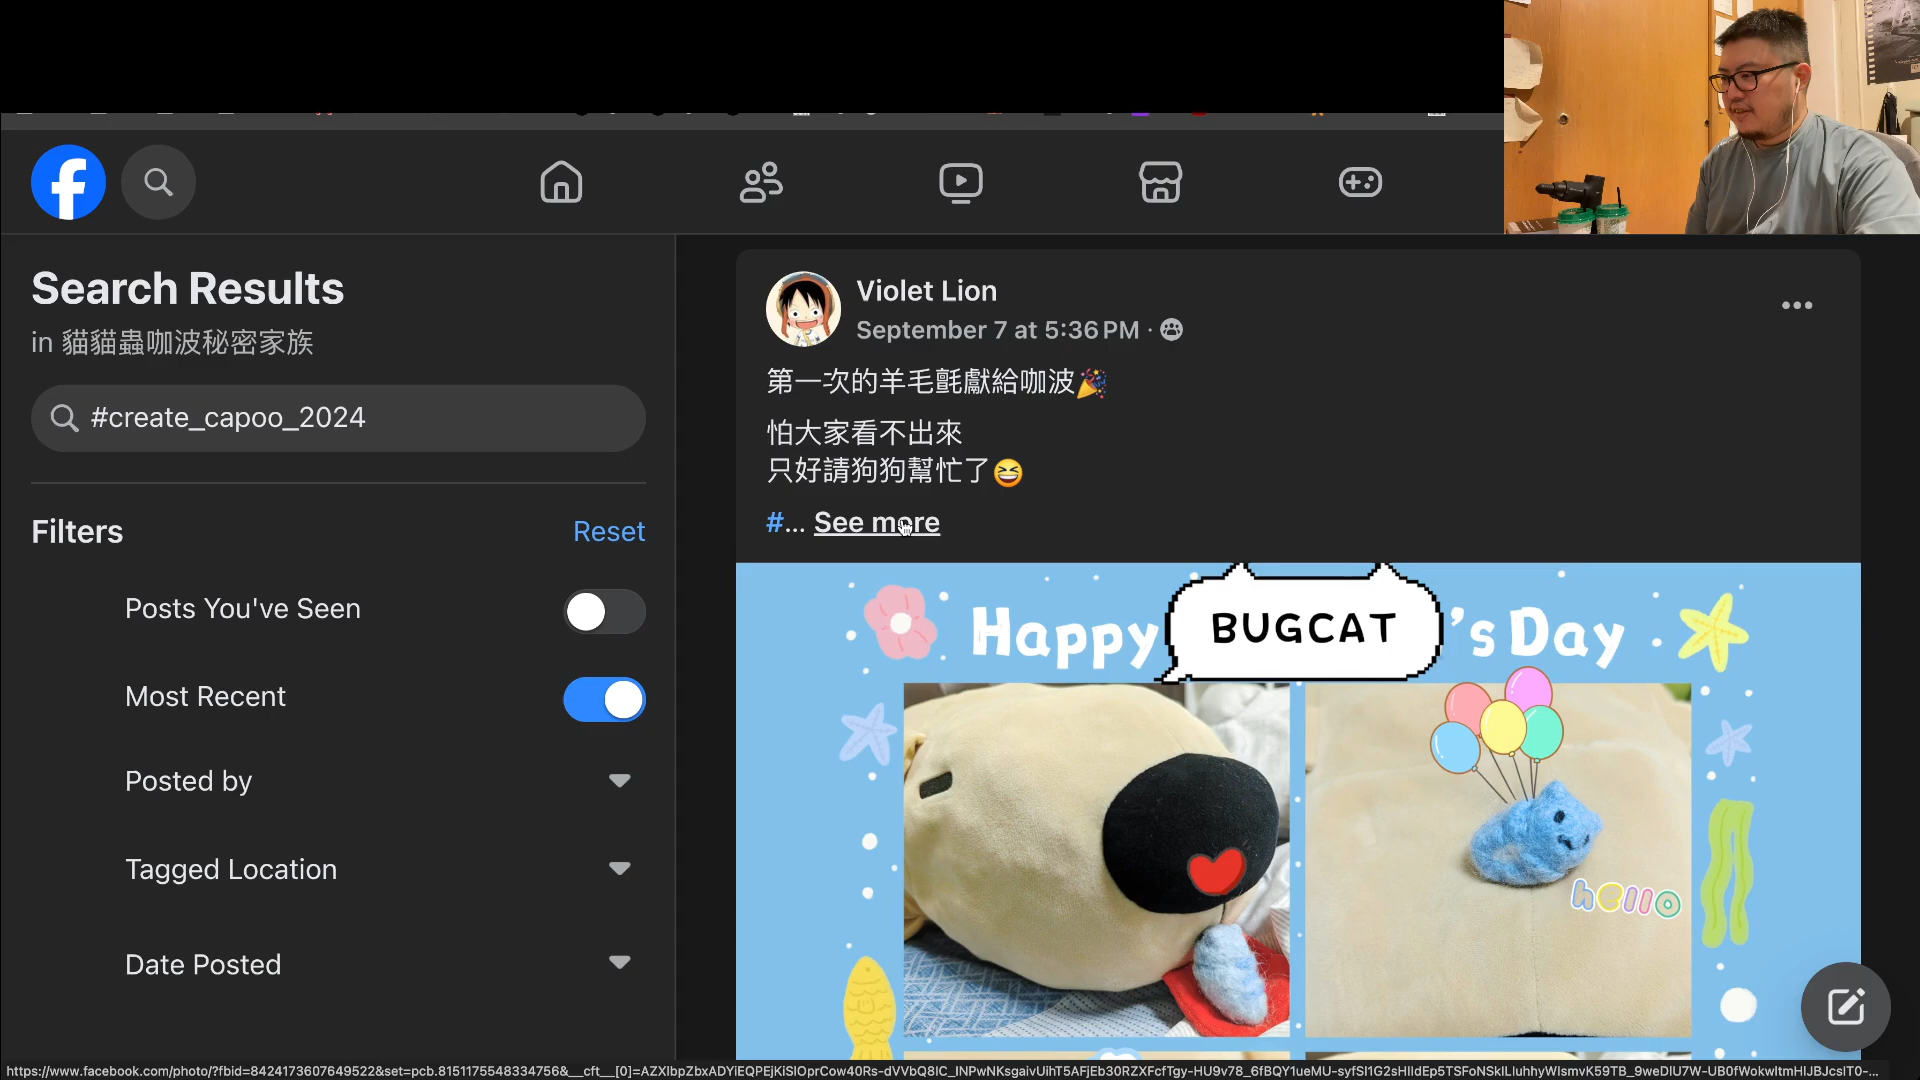 Search Results
in 貓貓蟲咖波秘密家族
#create_capoo_2024
Filters
Reset
Posts You've Seen
Most Recent
Posted by
Tagged Location
Date Posted
Violet Lion
September 7 at 5:36 PM ·
第一次的羊毛氈獻給咖波🎉
怕大家看不出來
只好請狗狗幫忙了😆
#... See more
Happy BUGCAT 's Day
hello